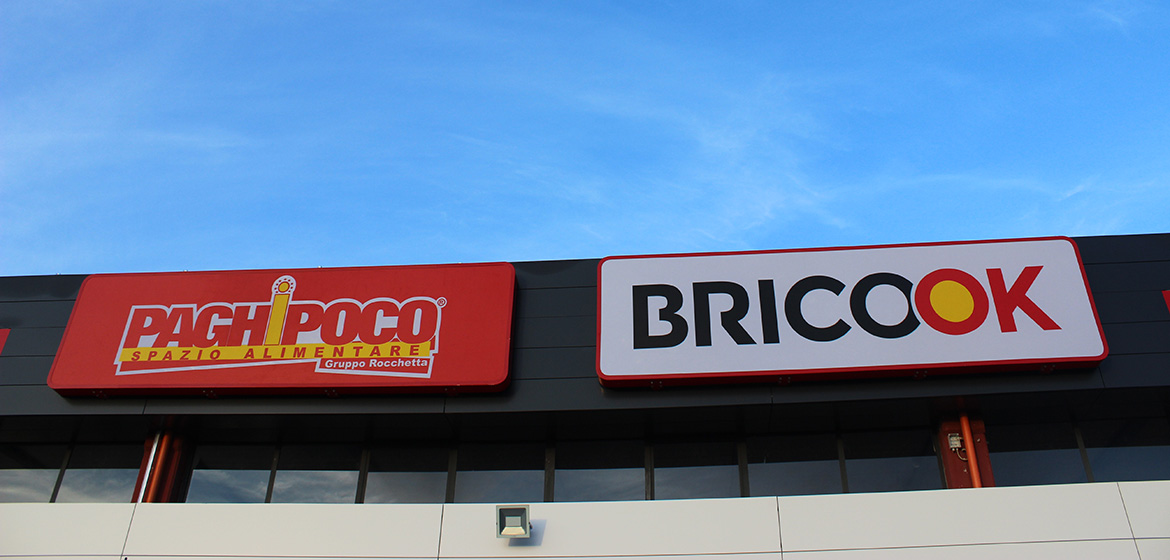 PAGHIPOCO®
SPAZIO ALIMENTARE
Gruppo Rocchetta
BRICOOK